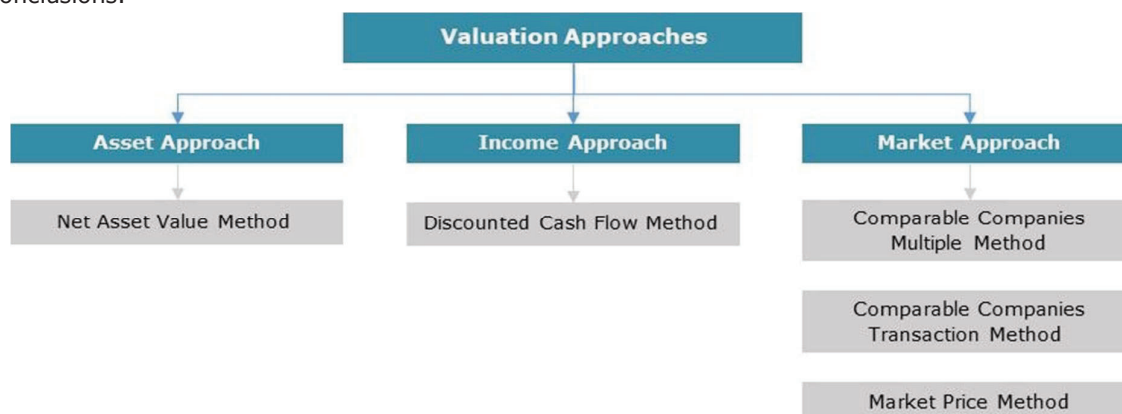 onclusions.
Valuation Approaches
Asset Approach
Income Approach
Market Approach
Net Asset Value Method
Discounted Cash Flow Method
Comparable Companies
Multiple Method
Comparable Companies
Transaction Method
Market Price Method